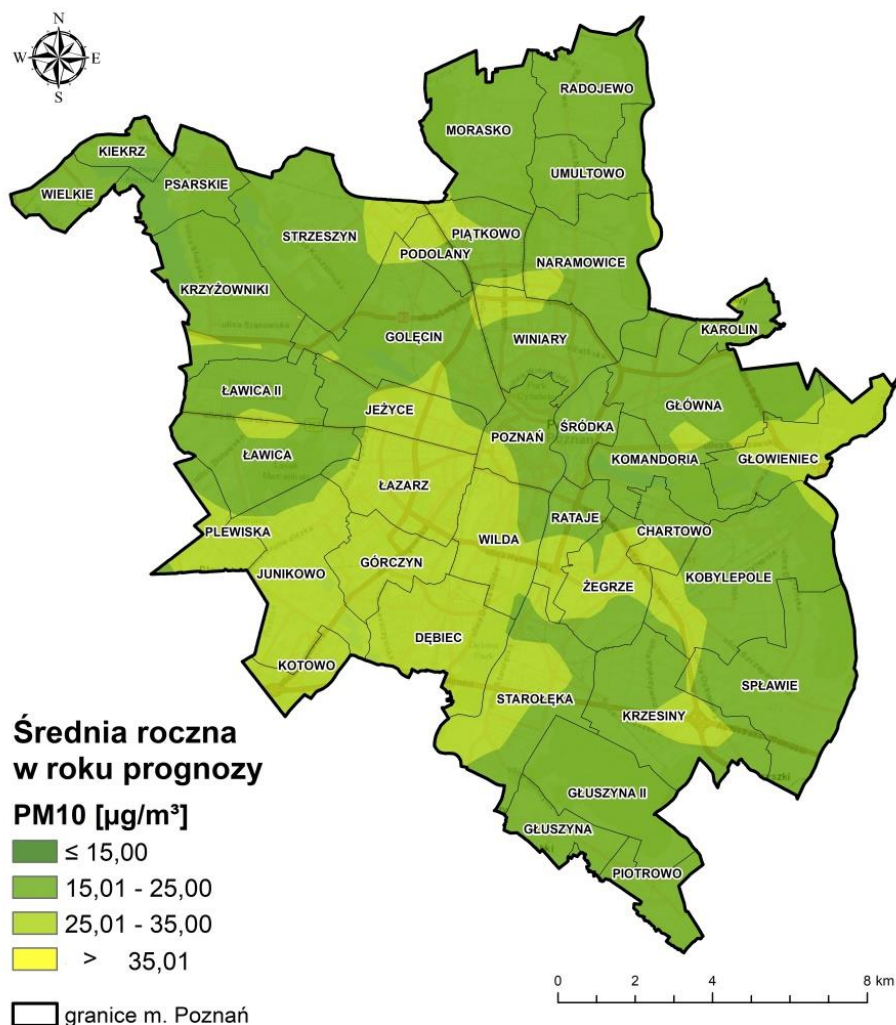 N
W E
S
RADOJEWO
MORASKO
KIEKRZ
UMULTOWO
PSARSKIE
WIELKIE
STRZESZYN
PIĄTKOWO
PODOLANY
NARAMOWICE
KRZYŻOWNIKI
KAROLIN
GOLĘCIN
WINIARY
ŁAWICA II
JEŻYCE
GŁÓWNA
POZNAŃ
ŚRÓDKA
ŁAWICA
KOMANDORIA
GŁOWIENIEC
ŁAZARZ
RATAJE
PLEWISKA
WILDA
CHARTOWO
GÓRCZYN
JUNIKOWO
KOBYLEPOLE
ŻEGRZE
DĘBIEC
KOTOWO
SPŁAWIE
STAROŁĘKA
KRZESINY
GŁUSZYNA II
GŁUSZYNA
PIOTROWO
Średnia roczna
w roku prognozy
PM10 [µg/m³]
≤ 15,00
15,01 - 25,00
25,01 - 35,00
> 35,01
granice m. Poznań
0 2 4 8 km